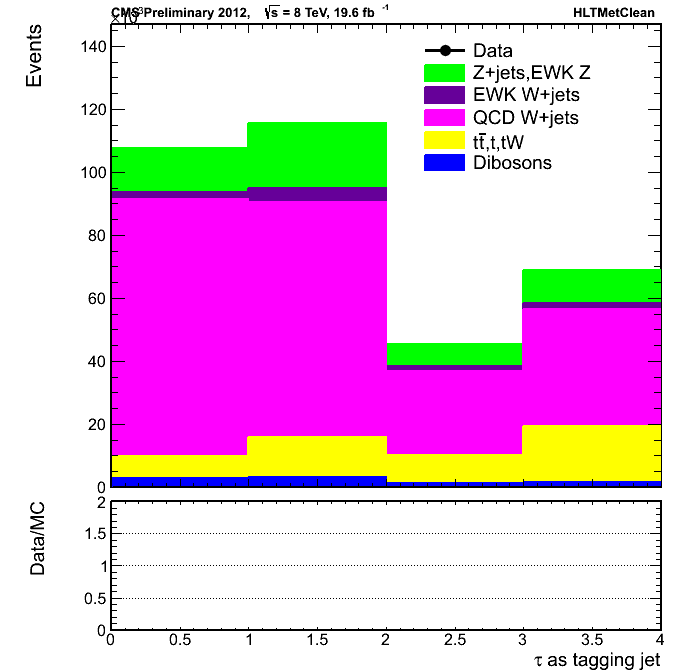 CMS Preliminary 2012, √s = 8 TeV, 19.6 fb -1 HLTMetClean
×10³
Events
140
120
100
80
60
40
20
0
Data
Z+jets,EWK Z
EWK W+jets
QCD W+jets
tt̅,t,tW
Dibosons
Data/MC
2
1.5
1
0.5
0
0 0.5 1 1.5 2 2.5 3 3.5 4
τ as tagging jet